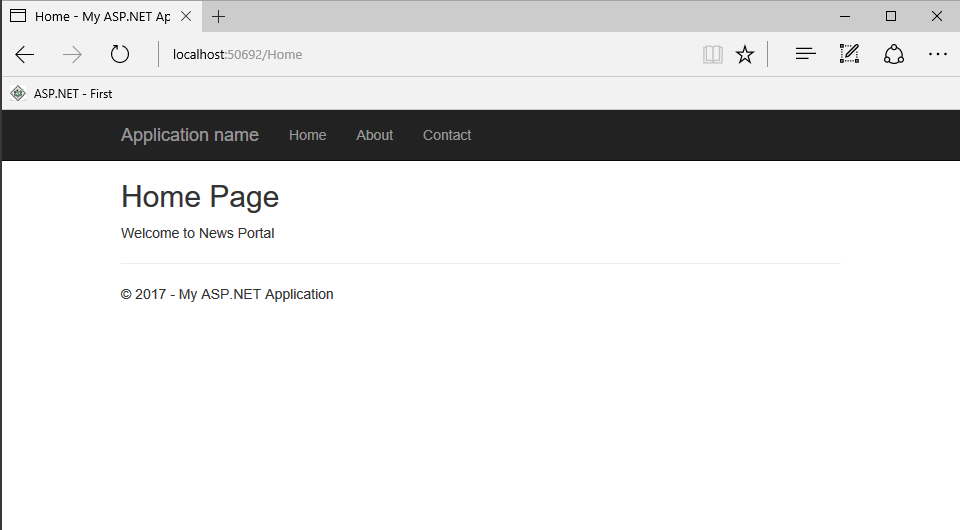 Home - My ASP.NET Ap
localhost:50692/Home
ASP.NET - First
Application name Home About Contact
Home Page
Welcome to News Portal
© 2017 - My ASP.NET Application